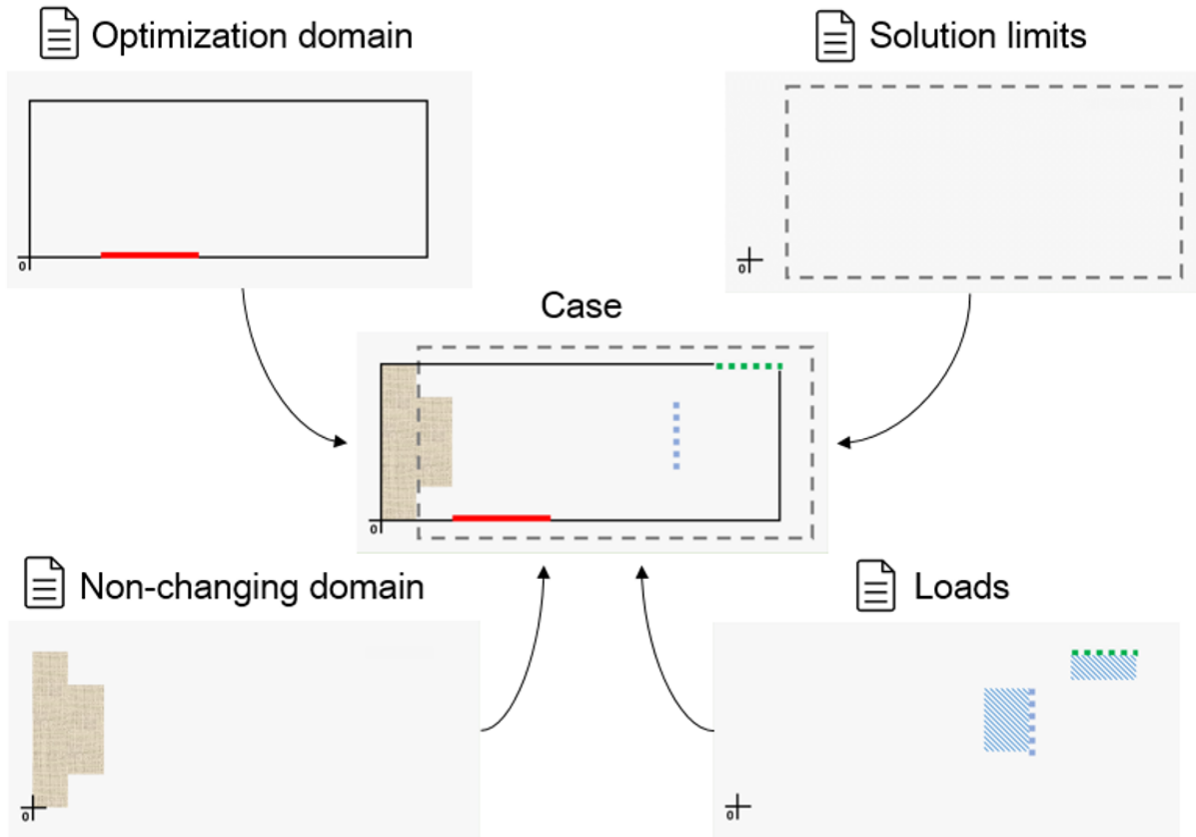 Optimization domain
Solution limits
0
0
Case
0
Non-changing domain
Loads
0
0